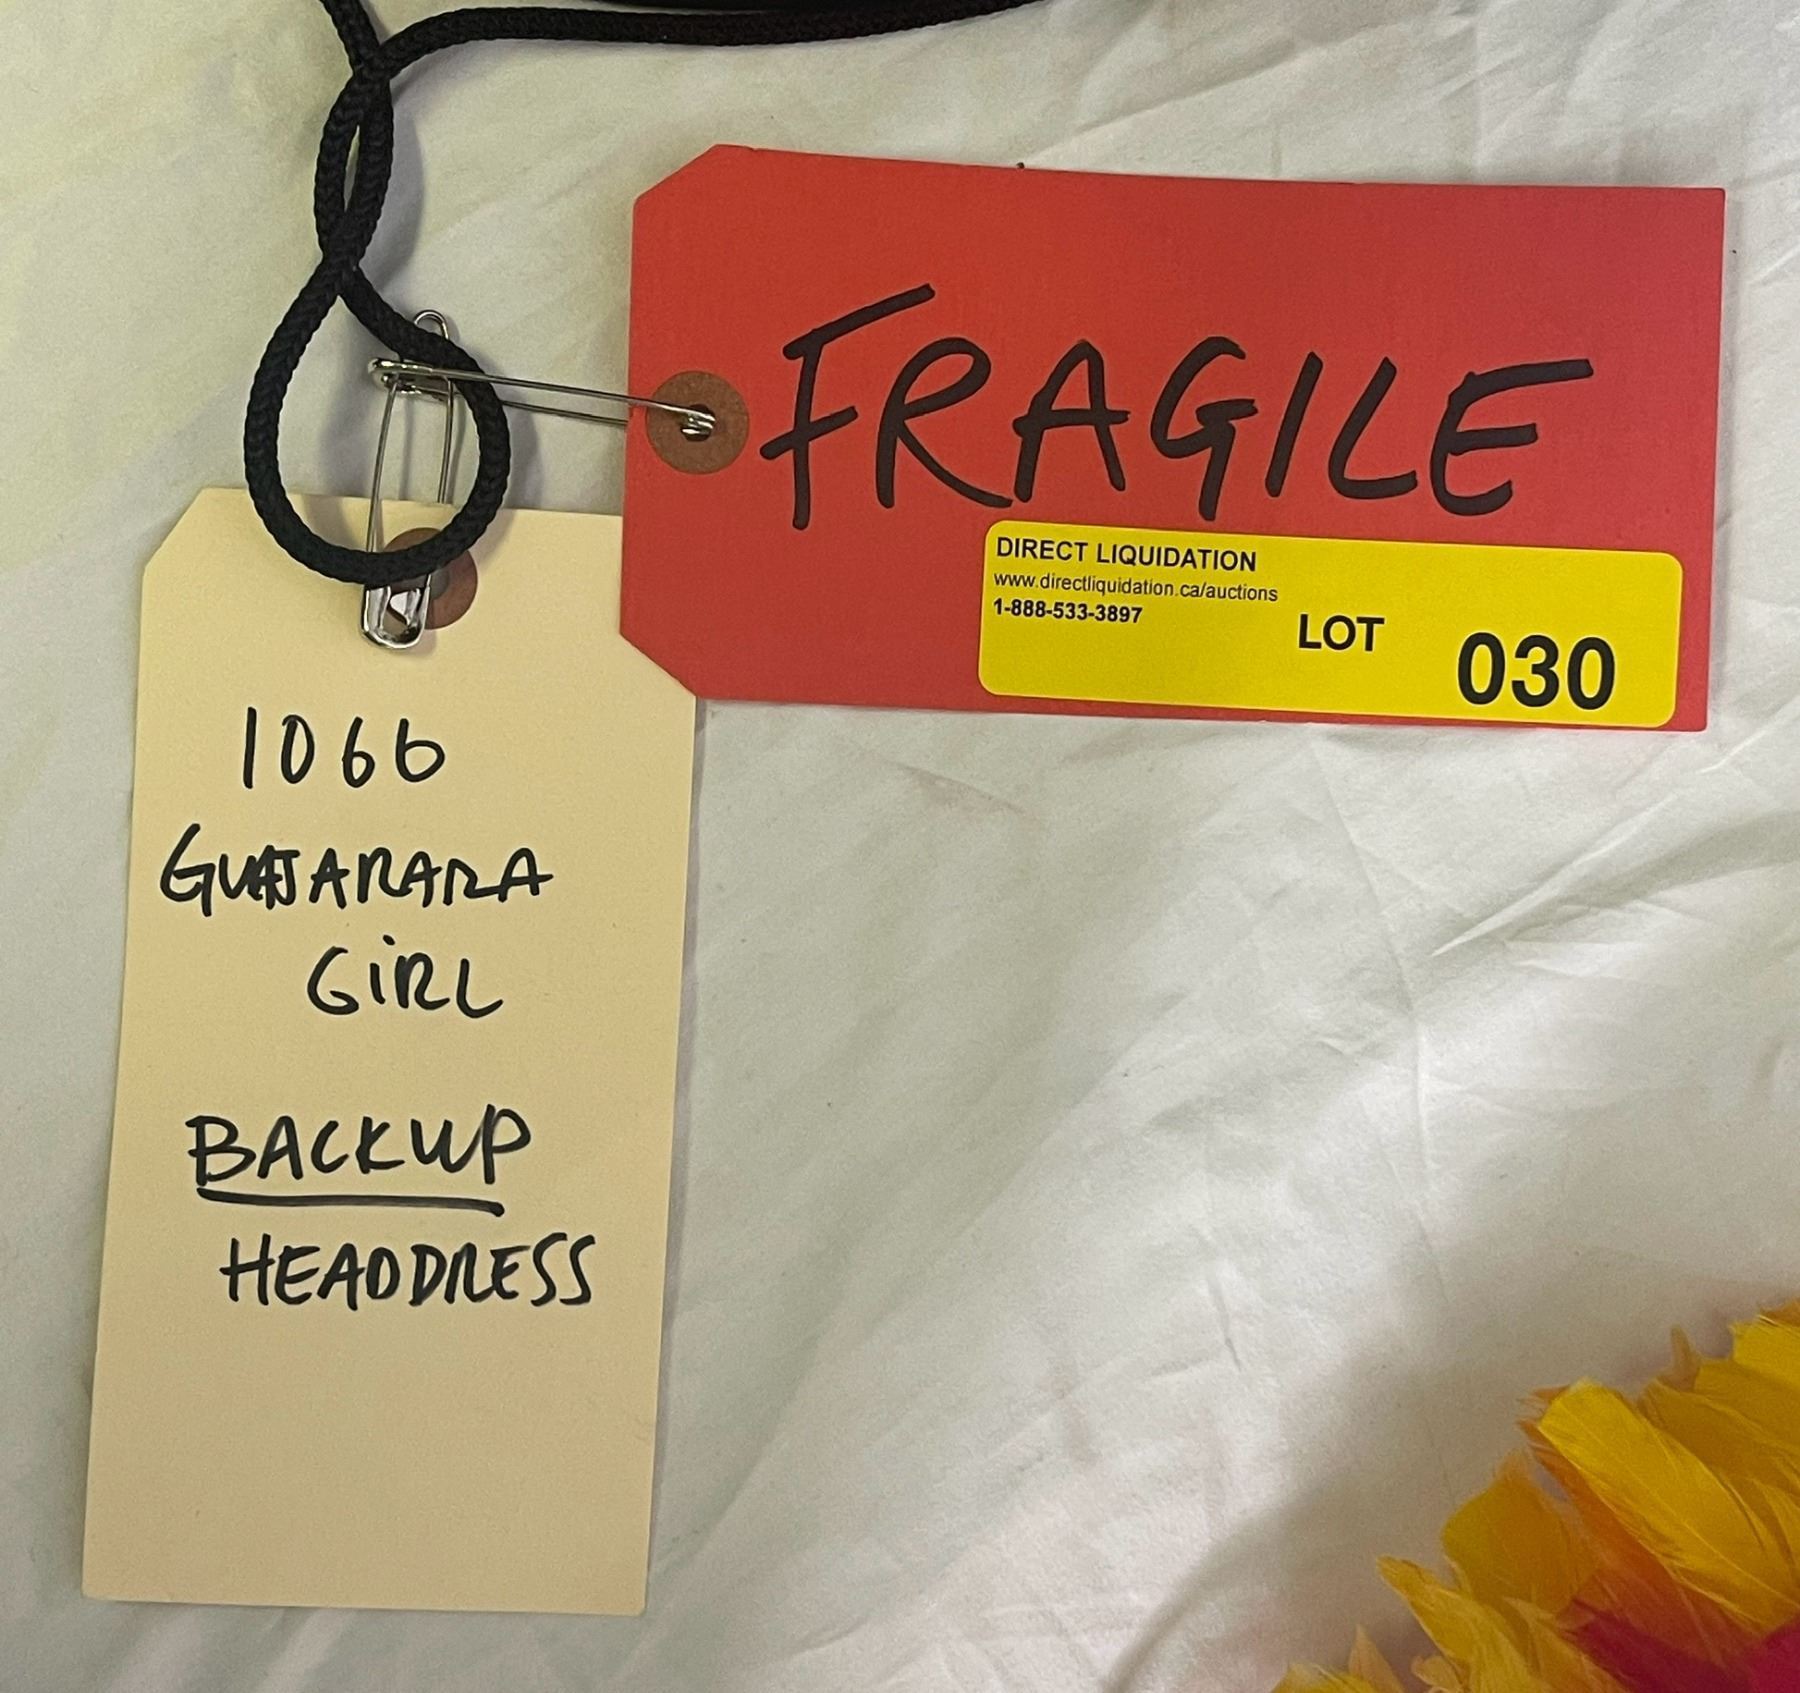 FRAGILE
DIRECT LIQUIDATION
www.directliquidation.ca/auctions
1-888-533-3897
LOT 030
1066
GUAJARARA
GiRL
BACKUP
HEADDRESS